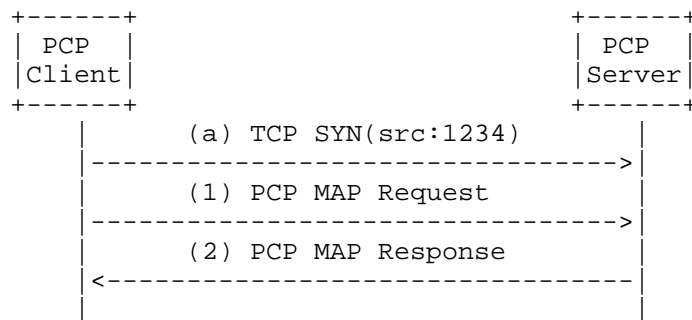 PCP PCP
Client Server
(a) TCP SYN(src:1234)
(1) PCP MAP Request
(2) PCP MAP Response